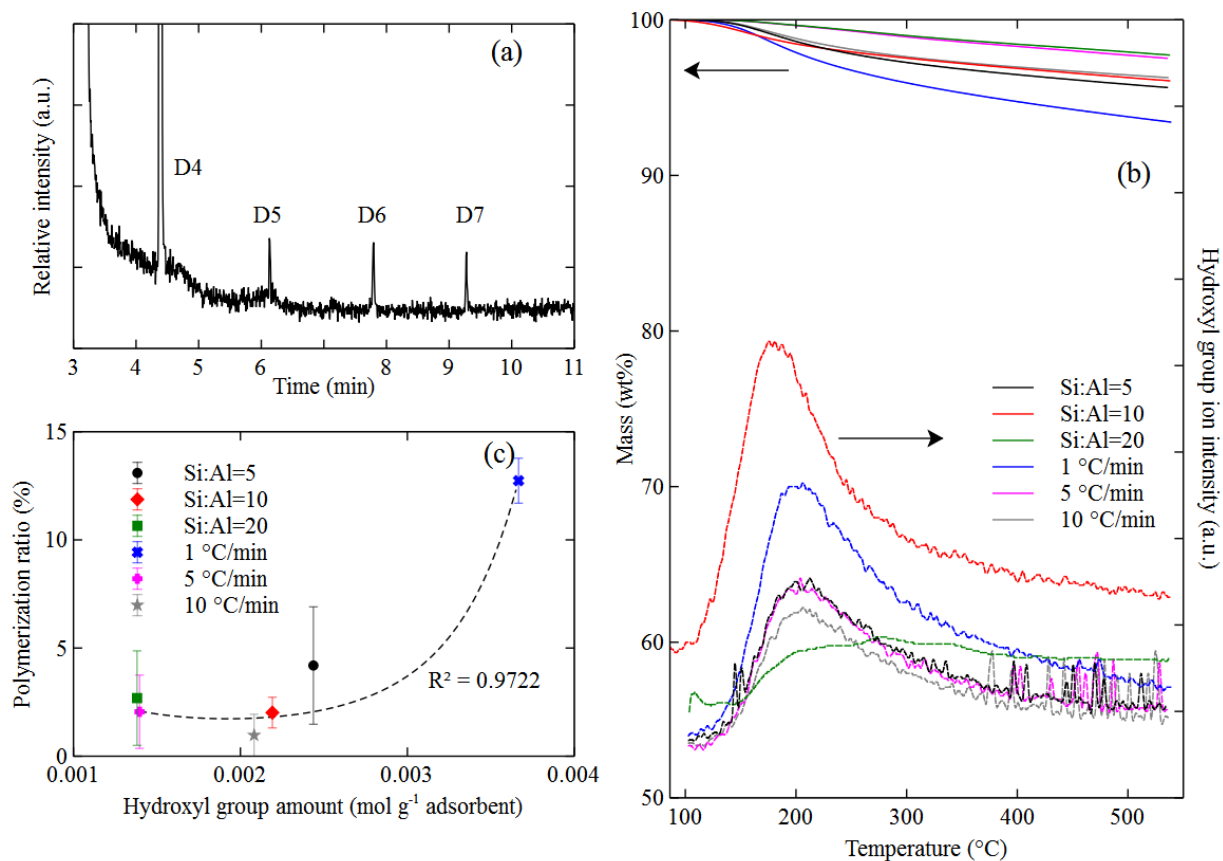 (a)
D4
D5
D6
D7
Relative intensity (a.u.)
3 4 5 6 7 8 9 10 11
Time (min)
(b)
100
90
80
70
60
50
Mass (wt%)
Hydroxyl group ion intensity (a.u.)
Si:Al=5
Si:Al=10
Si:Al=20
1 °C/min
5 °C/min
10 °C/min
100 200 300 400 500
Temperature (°C)
(c)
15
10
5
0
Polymerization ratio (%)
Si:Al=5
Si:Al=10
Si:Al=20
1 °C/min
5 °C/min
10 °C/min
R² = 0.9722
0.001 0.002 0.003 0.004
Hydroxyl group amount (mol g⁻¹ adsorbent)